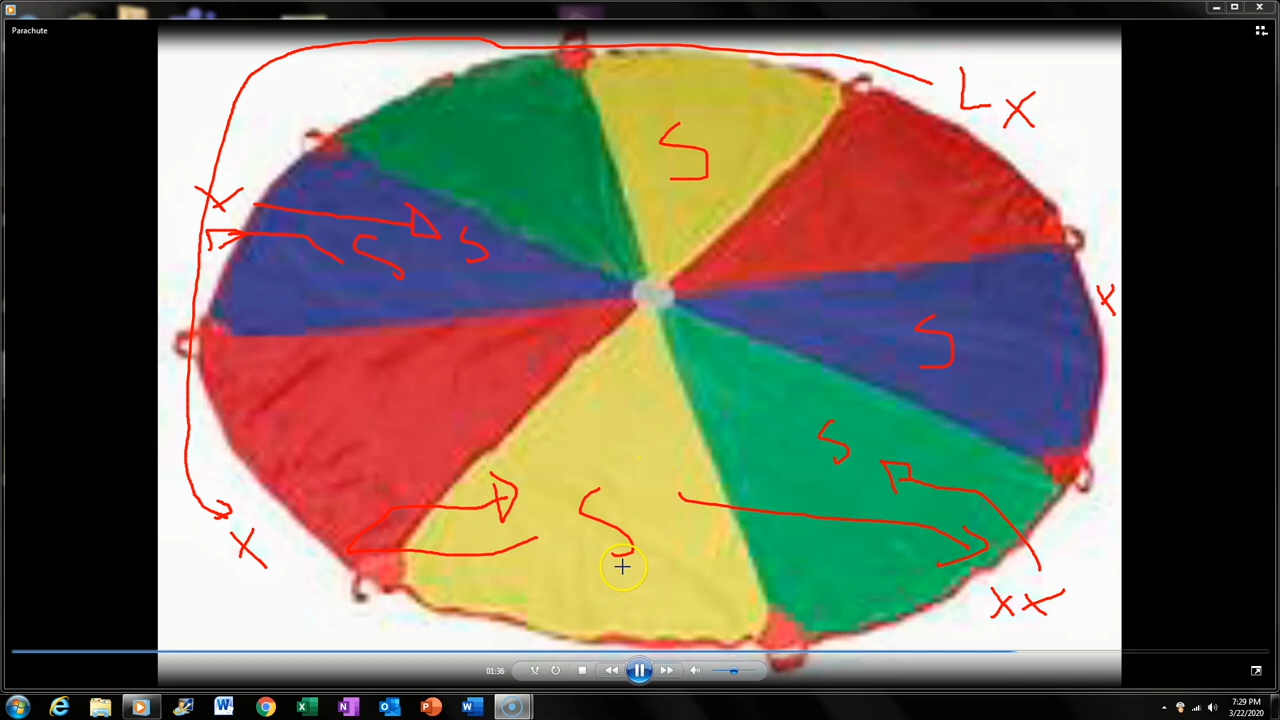 Parachute
L X
S
X
S S
X
S
S
S
X
X X
01:36
7:29 PM
3/22/2020